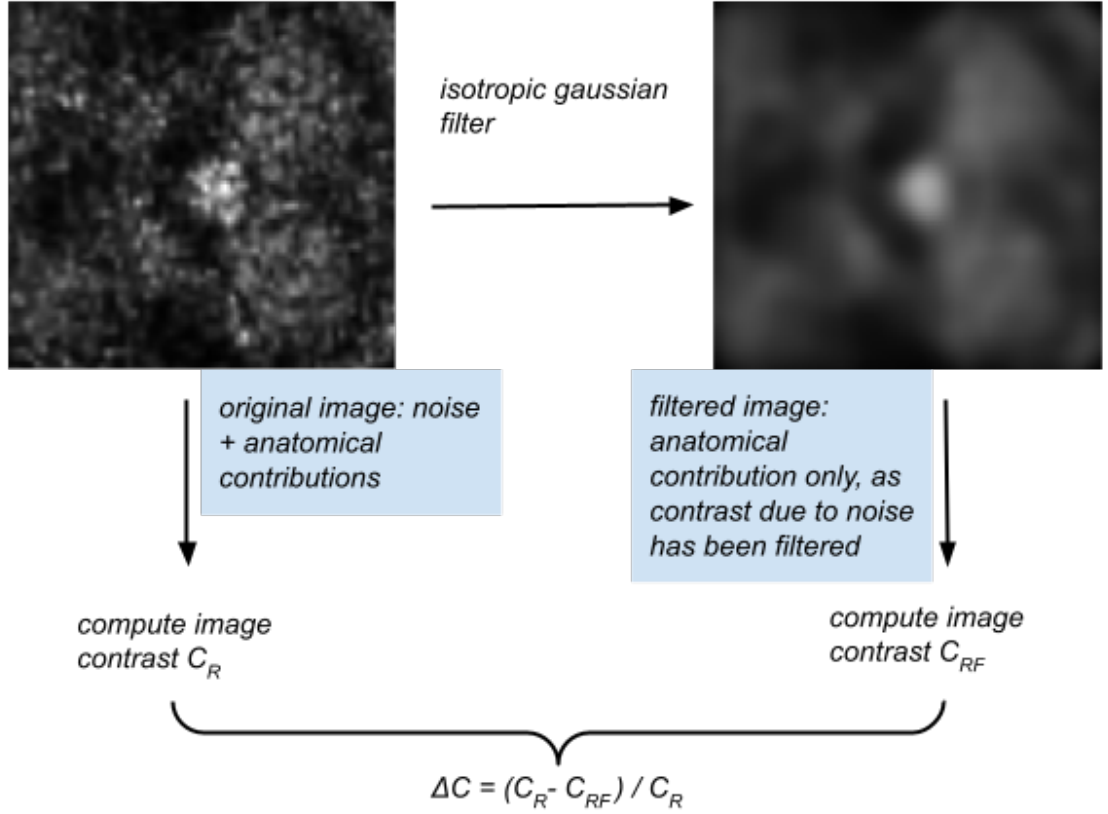 isotropic gaussian
filter
original image: noise
+ anatomical
contributions
filtered image:
anatomical
contribution only, as
contrast due to noise
has been filtered
compute image
contrast C_R
compute image
contrast C_RF
ΔC = (C_R- C_RF) / C_R